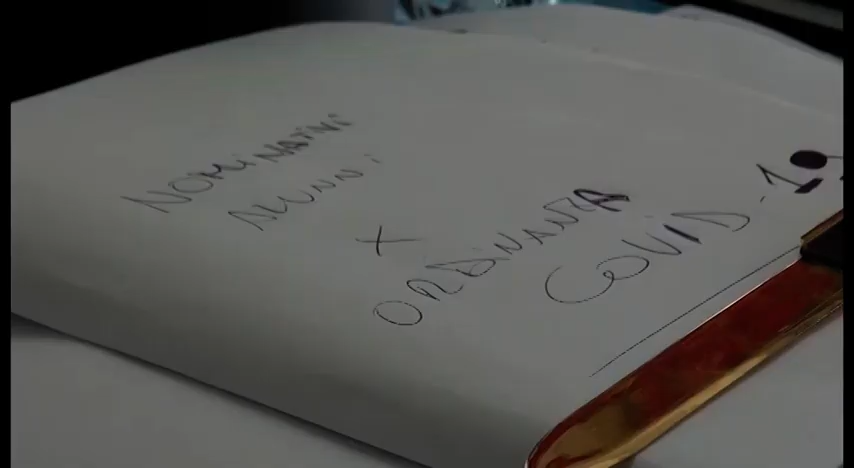 NOMINATIVI
ALUNNI
X
ORDINANZA
COVID-19